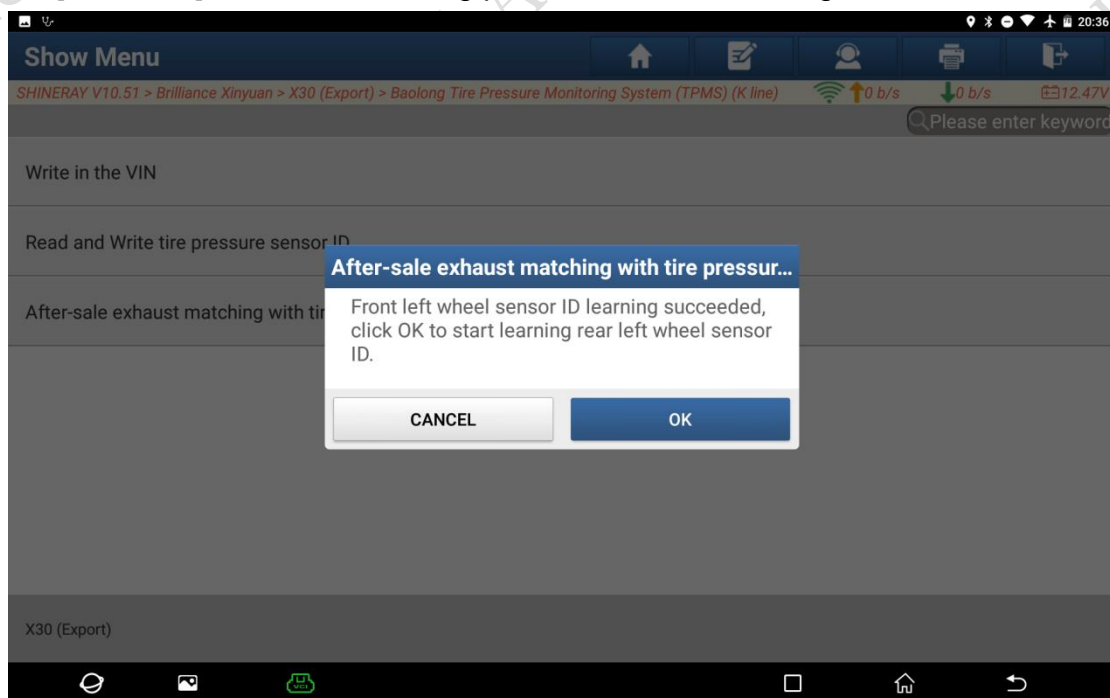 20:36
Show Menu
SHINERAY V10.51 > Brilliance Xinyuan > X30 (Export) > Baolong Tire Pressure Monitoring System (TPMS) (K line)
0 b/s
0 b/s
12.47V
Please enter keyword
Write in the VIN
Read and Write tire pressure sensor ID
After-sale exhaust matching with tir
After-sale exhaust matching with tire pressur...
Front left wheel sensor ID learning succeeded,
click OK to start learning rear left wheel sensor
ID.
CANCEL
OK
X30 (Export)
VCI